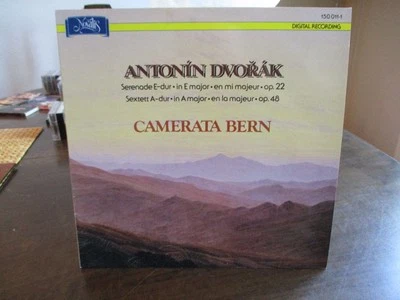 Novalis
150 011-1
DIGITAL RECORDING
ANTONÍN DVOŘÁK
Serenade E-dur • in E major • en mi majeur • op. 22
Sextett A-dur • in A major • en la majeur • op. 48
CAMERATA BERN